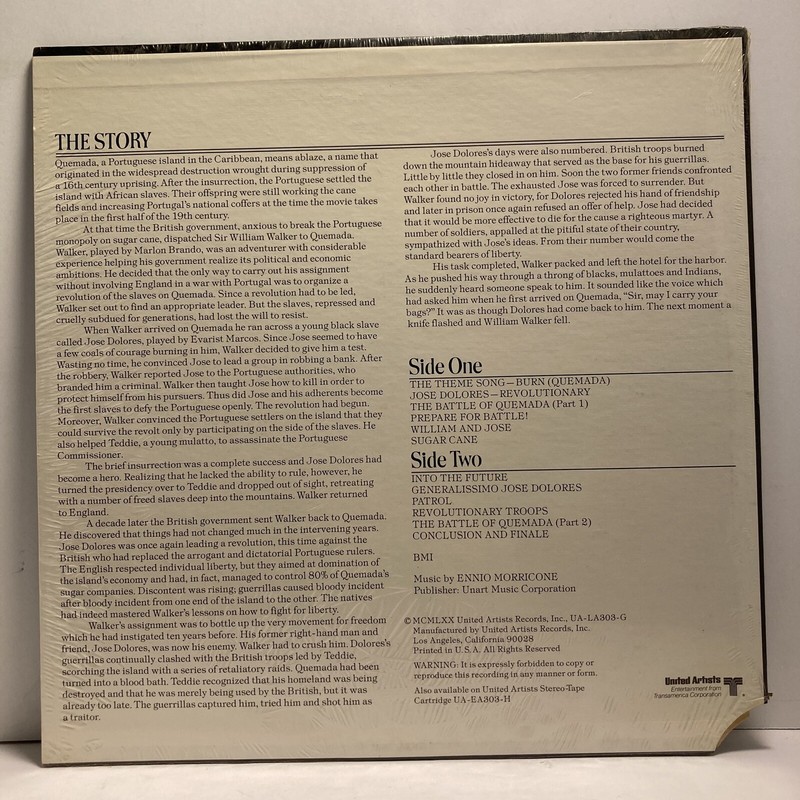 THE STORY
Quemada, a Portuguese island in the Caribbean, means ablaze, a name that
originated in the widespread destruction wrought during suppression of
a 16th century uprising. After the insurrection, the Portuguese settled the
island with African slaves. Their offspring were still working the cane
fields and increasing Portugal's national coffers at the time the movie takes
place in the first half of the 19th century.
At that time the British government, anxious to break the Portuguese
monopoly on sugar cane, dispatched Sir William Walker to Quemada.
Walker, played by Marlon Brando, was an adventurer with considerable
experience helping his government realize its political and economic
ambitions. He decided that the only way to carry out his assignment
without involving England in a war with Portugal was to organize a
revolution of the slaves on Quemada. Since a revolution had to be led,
Walker set out to find an appropriate leader. But the slaves, repressed and
cruelly subdued for generations, had lost the will to resist.
When Walker arrived on Quemada he ran across a young black slave
called Jose Dolores, played by Evarist Marcos. Since Jose seemed to have
a few coals of courage burning in him, Walker decided to give him a test.
Wasting no time, he convinced Jose to lead a group in robbing a bank. After
the robbery, Walker reported Jose to the Portuguese authorities, who
branded him a criminal. Walker then taught Jose how to kill in order to
protect himself from his pursuers. Thus did Jose and his adherents become
the first slaves to defy the Portuguese openly. The revolution had begun.
Moreover, Walker convinced the Portuguese settlers on the island that they
could survive the revolt only by participating on the side of the slaves. He
also helped Teddie, a young mulatto, to assassinate the Portuguese
Commissioner.
The brief insurrection was a complete success and Jose Dolores had
become a hero. Realizing that he lacked the ability to rule, however, he
turned the presidency over to Teddie and dropped out of sight, retreating
with a number of freed slaves deep into the mountains. Walker returned
to England.
A decade later the British government sent Walker back to Quemada.
He discovered that things had not changed much in the intervening years.
Jose Dolores was once again leading a revolution, this time against the
British who had replaced the arrogant and dictatorial Portuguese rulers.
The English respected individual liberty, but they aimed at domination of
the island's economy and had, in fact, managed to control 80% of Quemada's
sugar companies. Discontent was rising; guerrillas caused bloody incident
after bloody incident from one end of the island to the other. The natives
had indeed mastered Walker's lessons on how to fight for liberty.
Walker's assignment was to bottle up the very movement for freedom
which he had instigated ten years before. His former right-hand man and
friend, Jose Dolores, was now his enemy. Walker had to crush him. Dolores's
guerrillas continually clashed with the British troops led by Teddie,
scorching the island with a series of retaliatory raids. Quemada had been
turned into a blood bath. Teddie recognized that his homeland was being
destroyed and that he was merely being used by the British, but it was
already too late. The guerrillas captured him, tried him and shot him as
a traitor.
Jose Dolores's days were also numbered. British troops burned
down the mountain hideaway that served as the base for his guerrillas.
Little by little they closed in on him. Soon the two former friends confronted
each other in battle. The exhausted Jose was forced to surrender. But
Walker found no joy in victory, for Dolores rejected his hand of friendship
and later in prison once again refused an offer of help. Jose had decided
that it would be more effective to die for the cause a righteous martyr. A
number of soldiers, appalled at the pitiful state of their country,
sympathized with Jose's ideas. From their number would come the
standard bearers of liberty.
His task completed, Walker packed and left the hotel for the harbor.
As he pushed his way through a throng of blacks, mulattoes and Indians,
he suddenly heard someone speak to him. It sounded like the voice which
had asked him when he first arrived on Quemada, "Sir, may I carry your
bags?" It was as though Dolores had come back to him. The next moment a
knife flashed and William Walker fell.
Side One
THE THEME SONG—BURN (QUEMADA)
JOSE DOLORES—REVOLUTIONARY
THE BATTLE OF QUEMADA (Part 1)
PREPARE FOR BATTLE!
WILLIAM AND JOSE
SUGAR CANE
Side Two
INTO THE FUTURE
GENERALISSIMO JOSE DOLORES
PATROL
REVOLUTIONARY TROOPS
THE BATTLE OF QUEMADA (Part 2)
CONCLUSION AND FINALE
BMI
Music by ENNIO MORRICONE
Publisher: Unart Music Corporation
© MCMLXX United Artists Records, Inc., UA-LA303-G
Manufactured by United Artists Records, Inc.
Los Angeles, California 90028
Printed in U.S.A. All Rights Reserved
WARNING: It is expressly forbidden to copy or
reproduce this recording in any manner or form.
Also available on United Artists Stereo-Tape
Cartridge UA-EA303-H
United Artists
Entertainment from
Transamerica Corporation